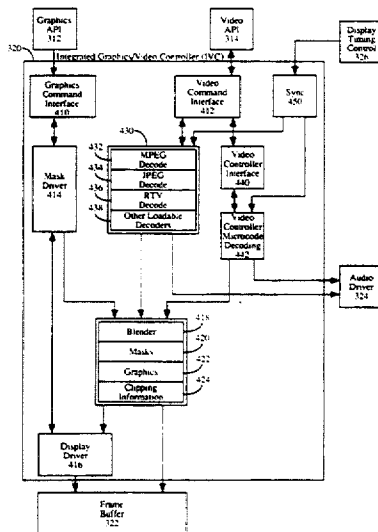 Graphics
API
312
Video
API
314
Display
Timing
Control
326
320
Integrated Graphics/Video Controller (IVC)
Graphics
Command
Interface
410
Video
Command
Interface
412
Sync
450
430
432
MPEG
Decode
434
JPEG
Decode
436
RTV
Decode
438
Other Loadable
Decoders
Mask
Driver
414
Video
Controller
Interface
440
Video
Controller
Microcode
Decoding
442
Audio
Driver
324
Blender
418
Masks
420
Graphics
422
Clipping
Information
424
Display
Driver
416
Frame
Buffer
322